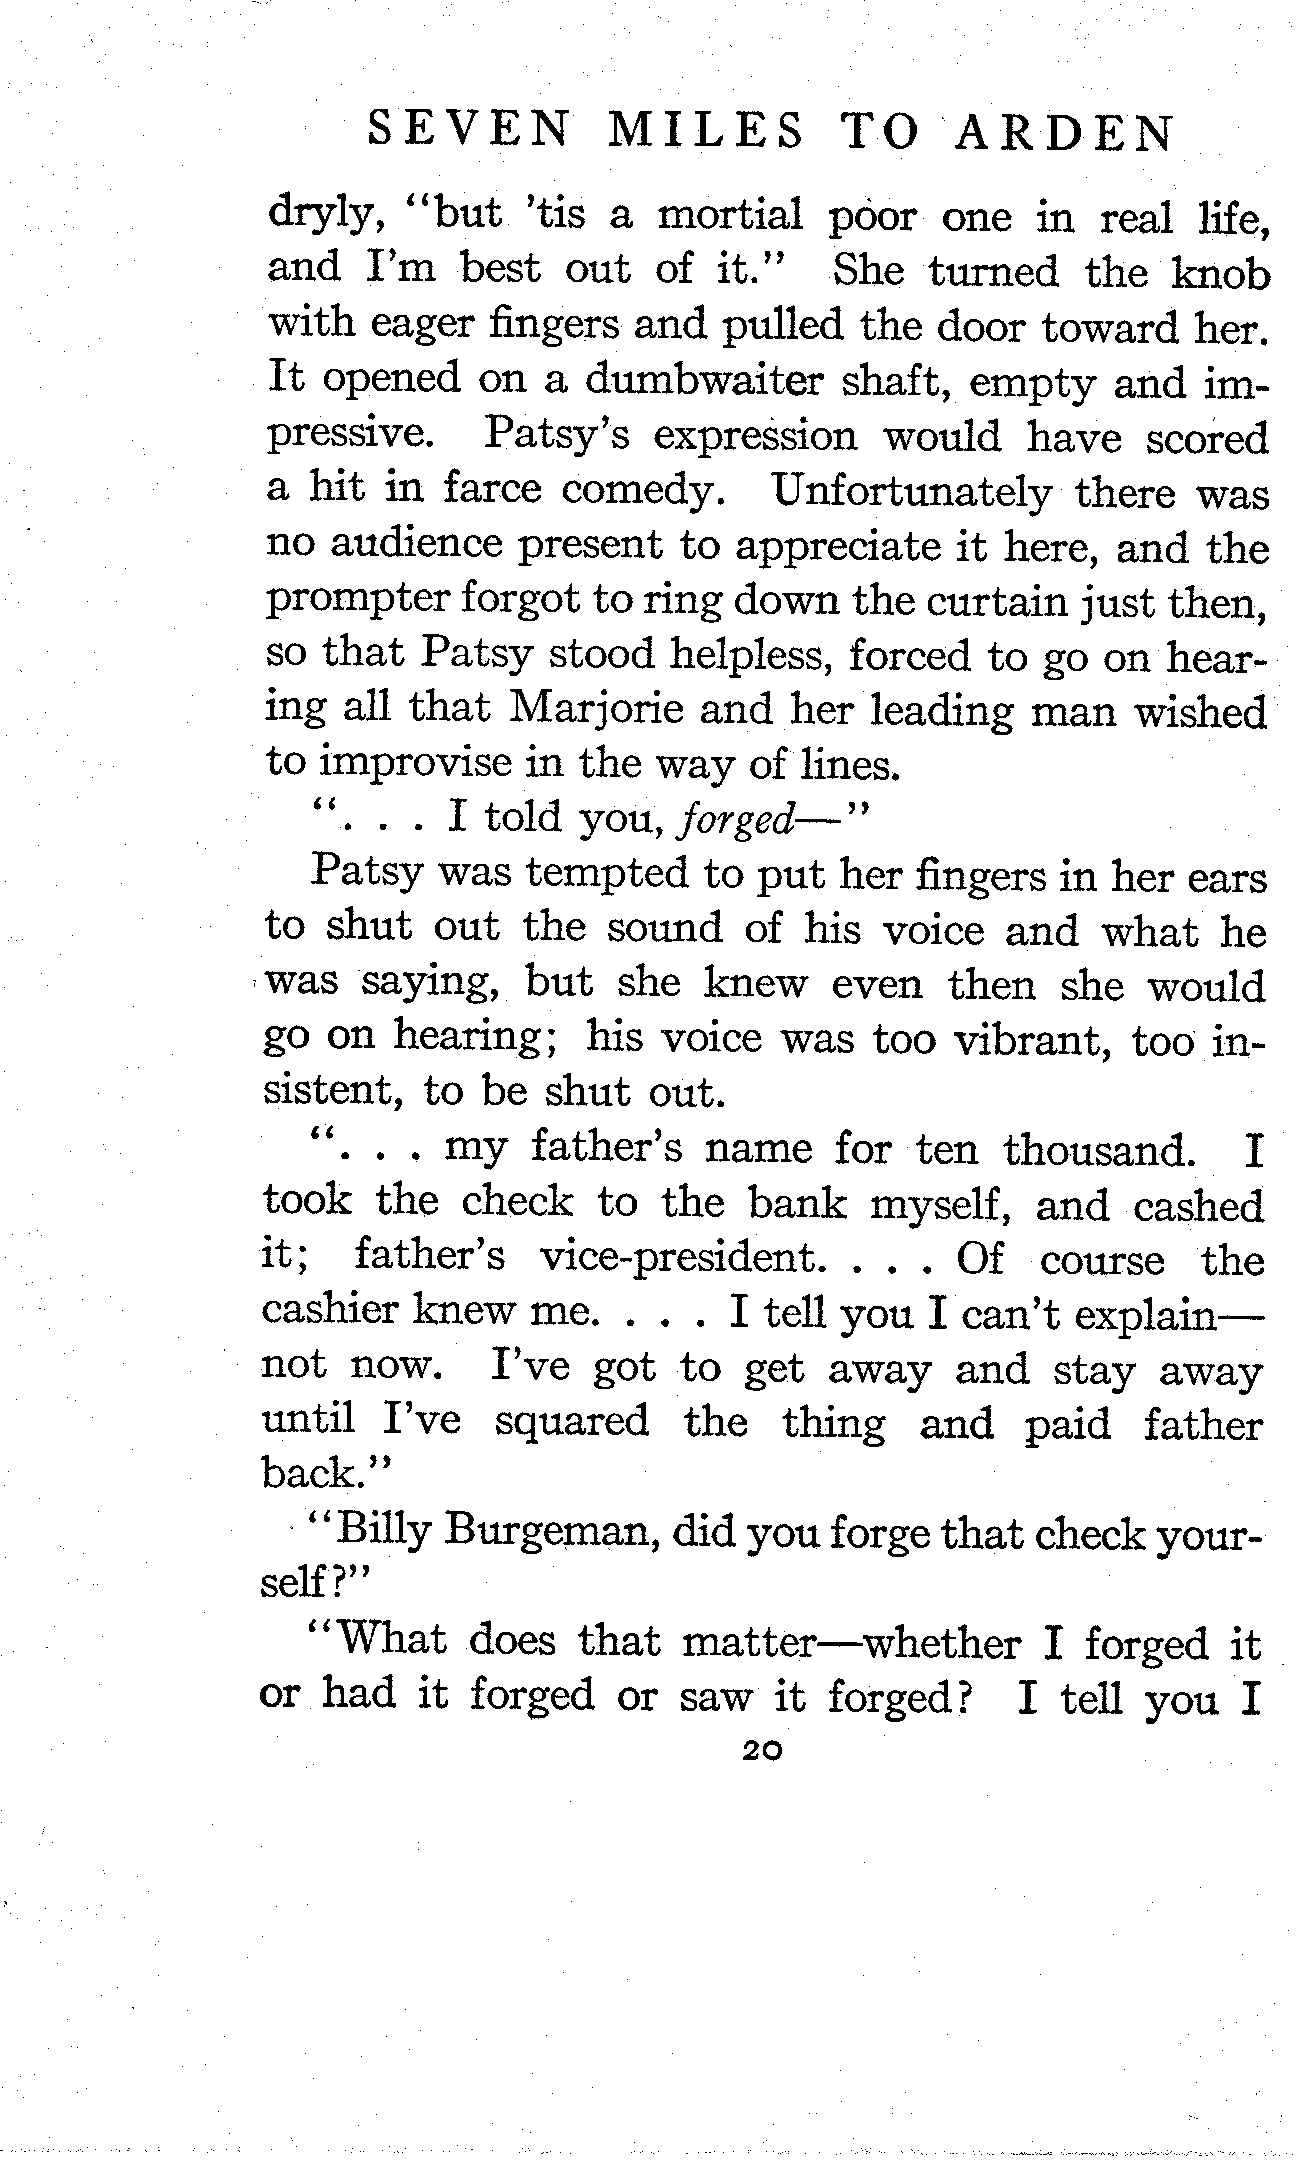 SEVEN MILES TO ARDEN
dryly, “but ’tis a mortial poor one in real life,
and I’m best out of it.” She turned the knob
with eager fingers and pulled the door toward her.
It opened on a dumbwaiter shaft, empty and im-
pressive. Patsy’s expression would have scored
a hit in farce comedy. Unfortunately there was
no audience present to appreciate it here, and the
prompter forgot to ring down the curtain just then,
so that Patsy stood helpless, forced to go on hear-
ing all that Marjorie and her leading man wished
to improvise in the way of lines.
“. . . I told you, forged—”
Patsy was tempted to put her fingers in her ears
to shut out the sound of his voice and what he
was saying, but she knew even then she would
go on hearing; his voice was too vibrant, too in-
sistent, to be shut out.
“. . . my father’s name for ten thousand. I
took the check to the bank myself, and cashed
it; father’s vice-president. . . . Of course the
cashier knew me. . . . I tell you I can’t explain—
not now. I’ve got to get away and stay away
until I’ve squared the thing and paid father
back.”
“Billy Burgeman, did you forge that check your-
self?”
“What does that matter—whether I forged it
or had it forged or saw it forged? I tell you I
20